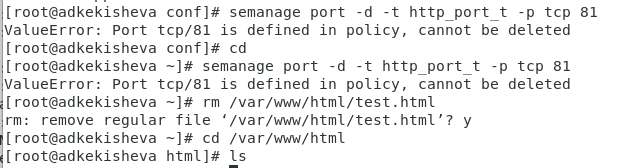 [root@adkekisheva conf]# semanage port -d -t http_port_t -p tcp 81
ValueError: Port tcp/81 is defined in policy, cannot be deleted
[root@adkekisheva conf]# cd
[root@adkekisheva ~]# semanage port -d -t http_port_t -p tcp 81
ValueError: Port tcp/81 is defined in policy, cannot be deleted
[root@adkekisheva ~]# rm /var/www/html/test.html
rm: remove regular file ‘/var/www/html/test.html’? y
[root@adkekisheva ~]# cd /var/www/html
[root@adkekisheva html]# ls